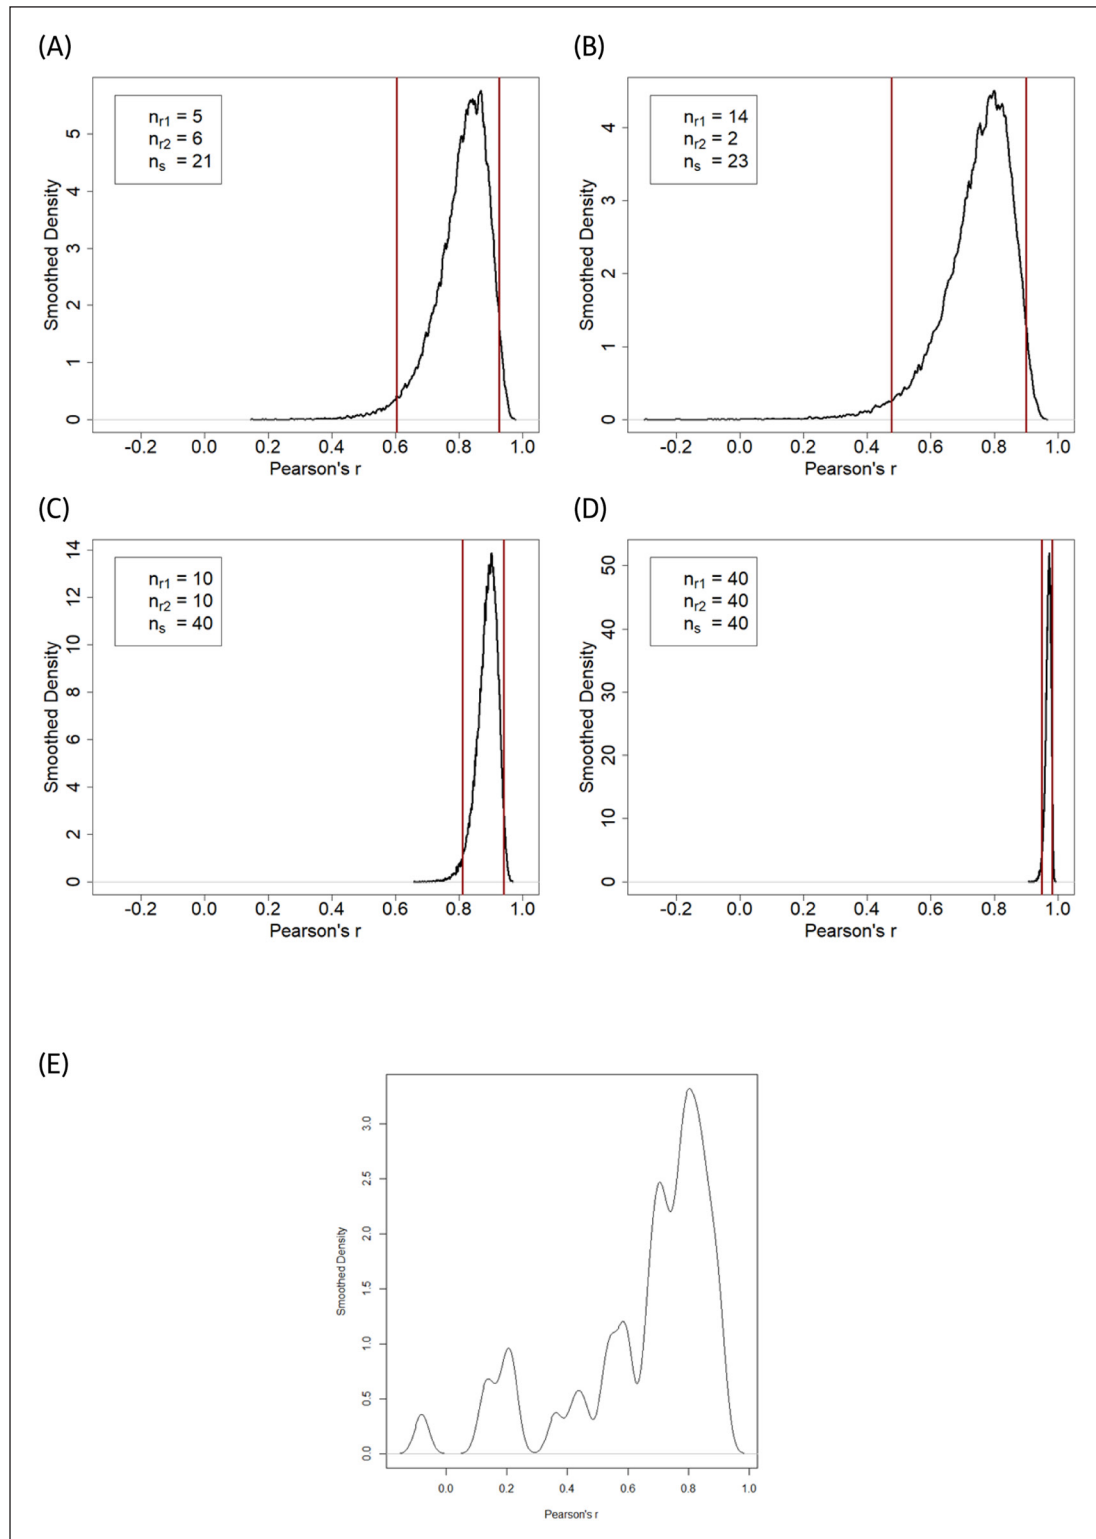 (A)
n_r1 = 5
n_r2 = 6
n_s = 21
Smoothed Density
5
4
3
2
1
0
-0.2 0.0 0.2 0.4 0.6 0.8 1.0
Pearson's r
(B)
n_r1 = 14
n_r2 = 2
n_s = 23
Smoothed Density
4
3
2
1
0
-0.2 0.0 0.2 0.4 0.6 0.8 1.0
Pearson's r
(C)
n_r1 = 10
n_r2 = 10
n_s = 40
Smoothed Density
14
12
10
8
6
4
2
0
-0.2 0.0 0.2 0.4 0.6 0.8 1.0
Pearson's r
(D)
n_r1 = 40
n_r2 = 40
n_s = 40
Smoothed Density
50
40
30
20
10
0
-0.2 0.0 0.2 0.4 0.6 0.8 1.0
Pearson's r
(E)
Smoothed Density
3.0
2.5
2.0
1.5
1.0
0.5
0.0
0.0 0.2 0.4 0.6 0.8 1.0
Pearson's r